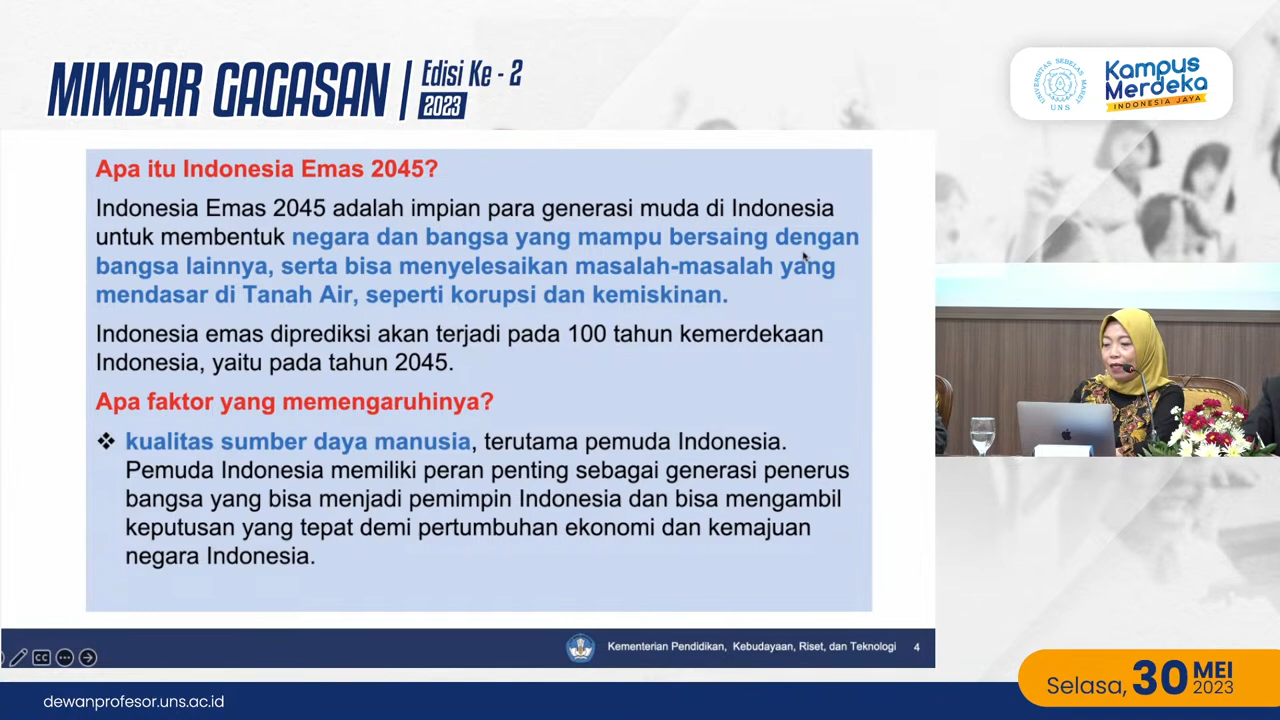 MIMBAR GAGASAN
Edisi Ke - 2
2023
UNIVERSITAS SEBELAS MARET
UNS
Kampus
Merdeka
INDONESIA JAYA
Apa itu Indonesia Emas 2045?
Indonesia Emas 2045 adalah impian para generasi muda di Indonesia
untuk membentuk negara dan bangsa yang mampu bersaing dengan
bangsa lainnya, serta bisa menyelesaikan masalah-masalah yang
mendasar di Tanah Air, seperti korupsi dan kemiskinan.
Indonesia emas diprediksi akan terjadi pada 100 tahun kemerdekaan
Indonesia, yaitu pada tahun 2045.
Apa faktor yang memengaruhinya?
❖ kualitas sumber daya manusia, terutama pemuda Indonesia.
Pemuda Indonesia memiliki peran penting sebagai generasi penerus
bangsa yang bisa menjadi pemimpin Indonesia dan bisa mengambil
keputusan yang tepat demi pertumbuhan ekonomi dan kemajuan
negara Indonesia.
CC
Kementerian Pendidikan, Kebudayaan, Riset, dan Teknologi 4
dewanprofesor.uns.ac.id
Selasa, 30 MEI
2023